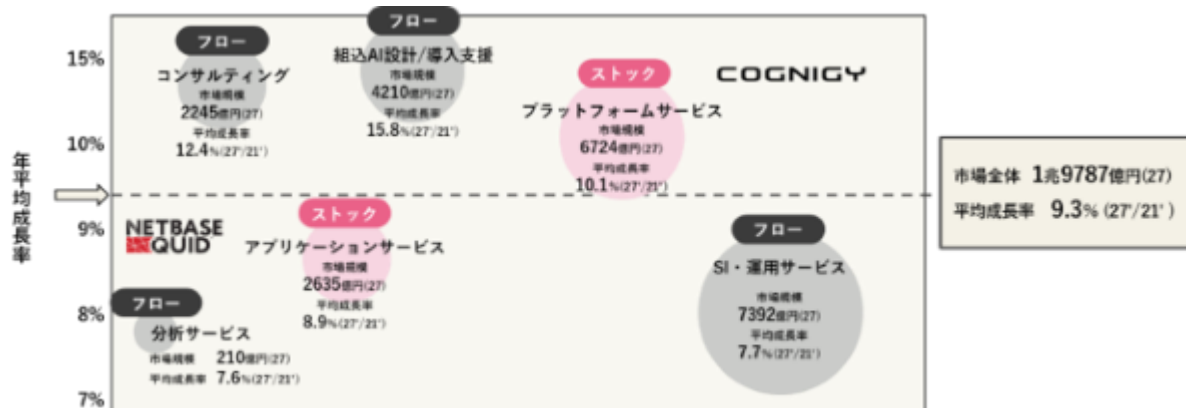 年平均成長率
15%
10%
9%
8%
7%
フロー
コンサルティング
市場規模
2245億円(27)
平均成長率
12.4%(27'/21')
フロー
組込AI設計/導入支援
市場規模
4210億円(27)
平均成長率
15.8%(27'/21')
ストック
プラットフォームサービス
市場規模
6724億円(27)
平均成長率
10.1%(27'/21')
COGNIGY
NETBASE
QUID
ストック
アプリケーションサービス
市場規模
2635億円(27)
平均成長率
8.9%(27'/21')
フロー
分析サービス
市場規模 210億円(27)
平均成長率 7.6%(27'/21')
フロー
SI・運用サービス
市場規模
7392億円(27)
平均成長率
7.7%(27'/21')
市場全体 1兆9787億円(27)
平均成長率 9.3% (27'/21' )